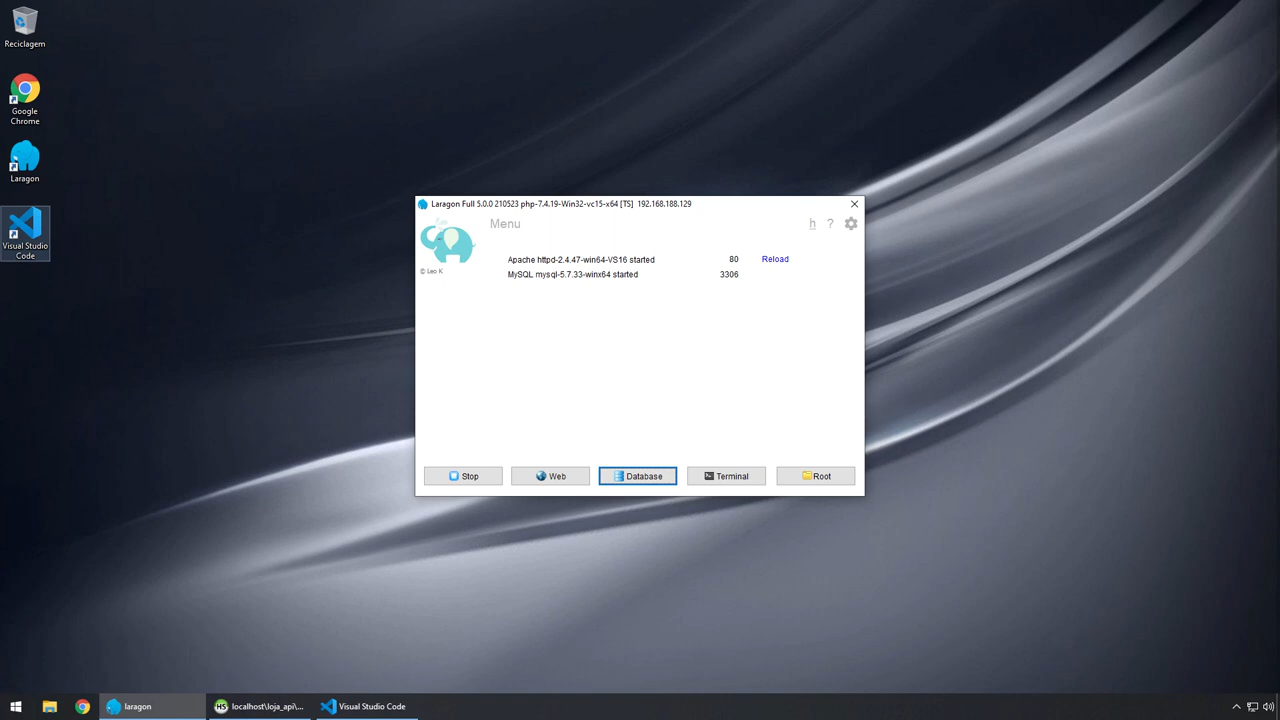 Reciclagem
Google
Chrome
Laragon
Visual Studio
Code
Laragon Full 5.0.0 210523 php-7.4.19-Win32-vc15-x64 [TS] 192.168.188.129
Menu
h ?
© Leo K
Apache httpd-2.4.47-win64-VS16 started 80 Reload
MySQL mysql-5.7.33-winx64 started 3306
Stop Web Database Terminal Root
laragon
HS localhost\loja_api\...
Visual Studio Code